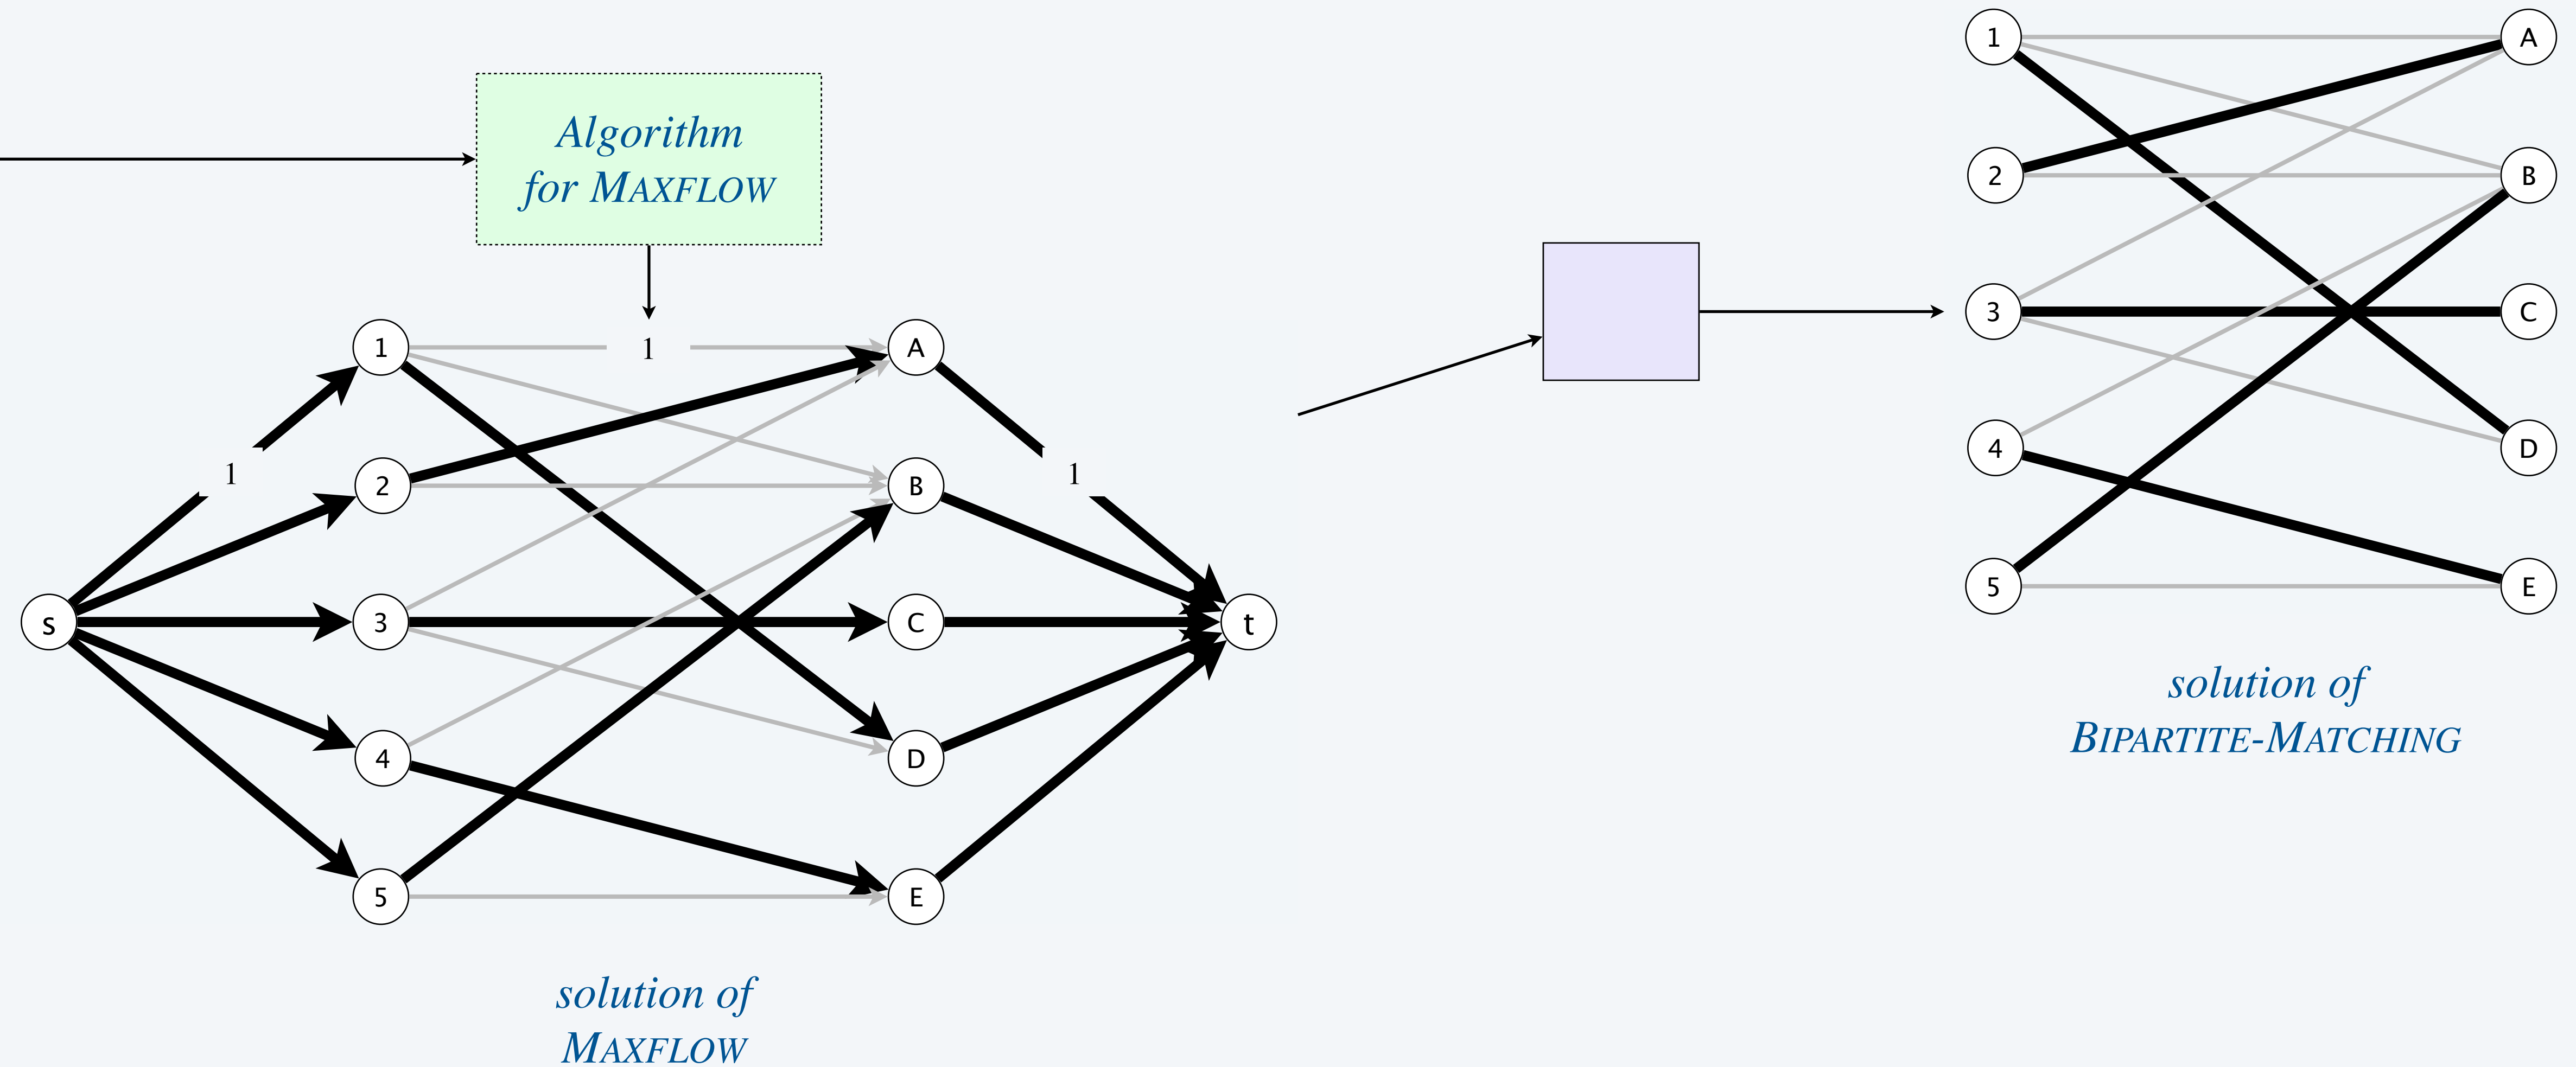 Algorithm
for MAXFLOW
1
A
1
1
1
2
B
s
3
C
t
4
D
5
E
solution of
MAXFLOW
1
A
2
B
3
C
4
D
5
E
solution of
BIPARTITE-MATCHING